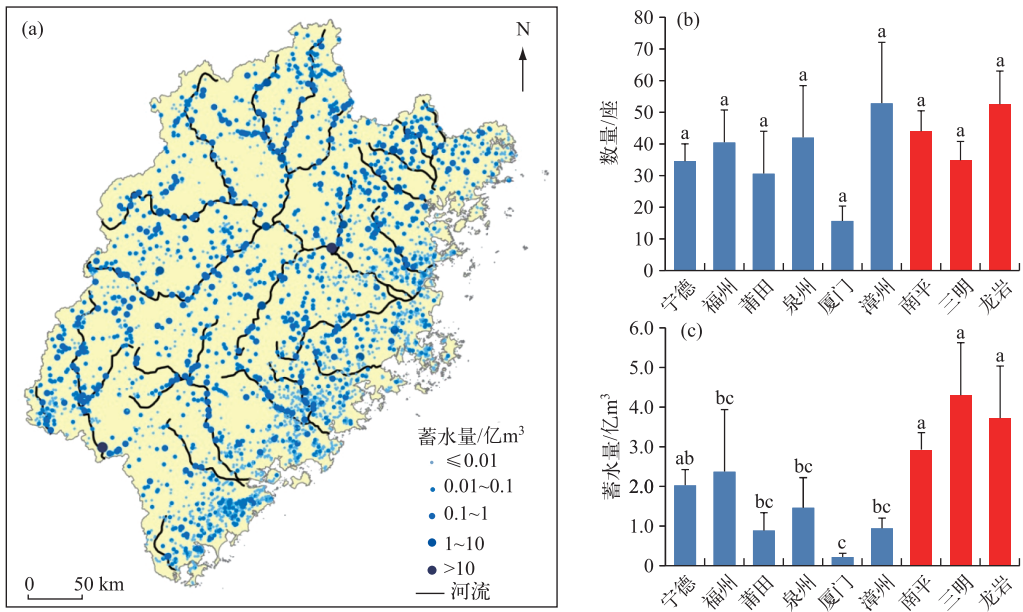 (a)
N
蓄水量/亿m³
≤0.01
0.01~0.1
0.1~1
1~10
>10
河流
0 50 km
(b)
80
70
60
50
40
30
20
10
0
数量/座
a a a a a a a a a
宁德 福州 莆田 泉州 厦门 漳州 南平 三明 龙岩
(c)
6.0
5.0
4.0
3.0
2.0
1.0
0
蓄水量/亿m³
ab bc bc bc c bc a a a
宁德 福州 莆田 泉州 厦门 漳州 南平 三明 龙岩